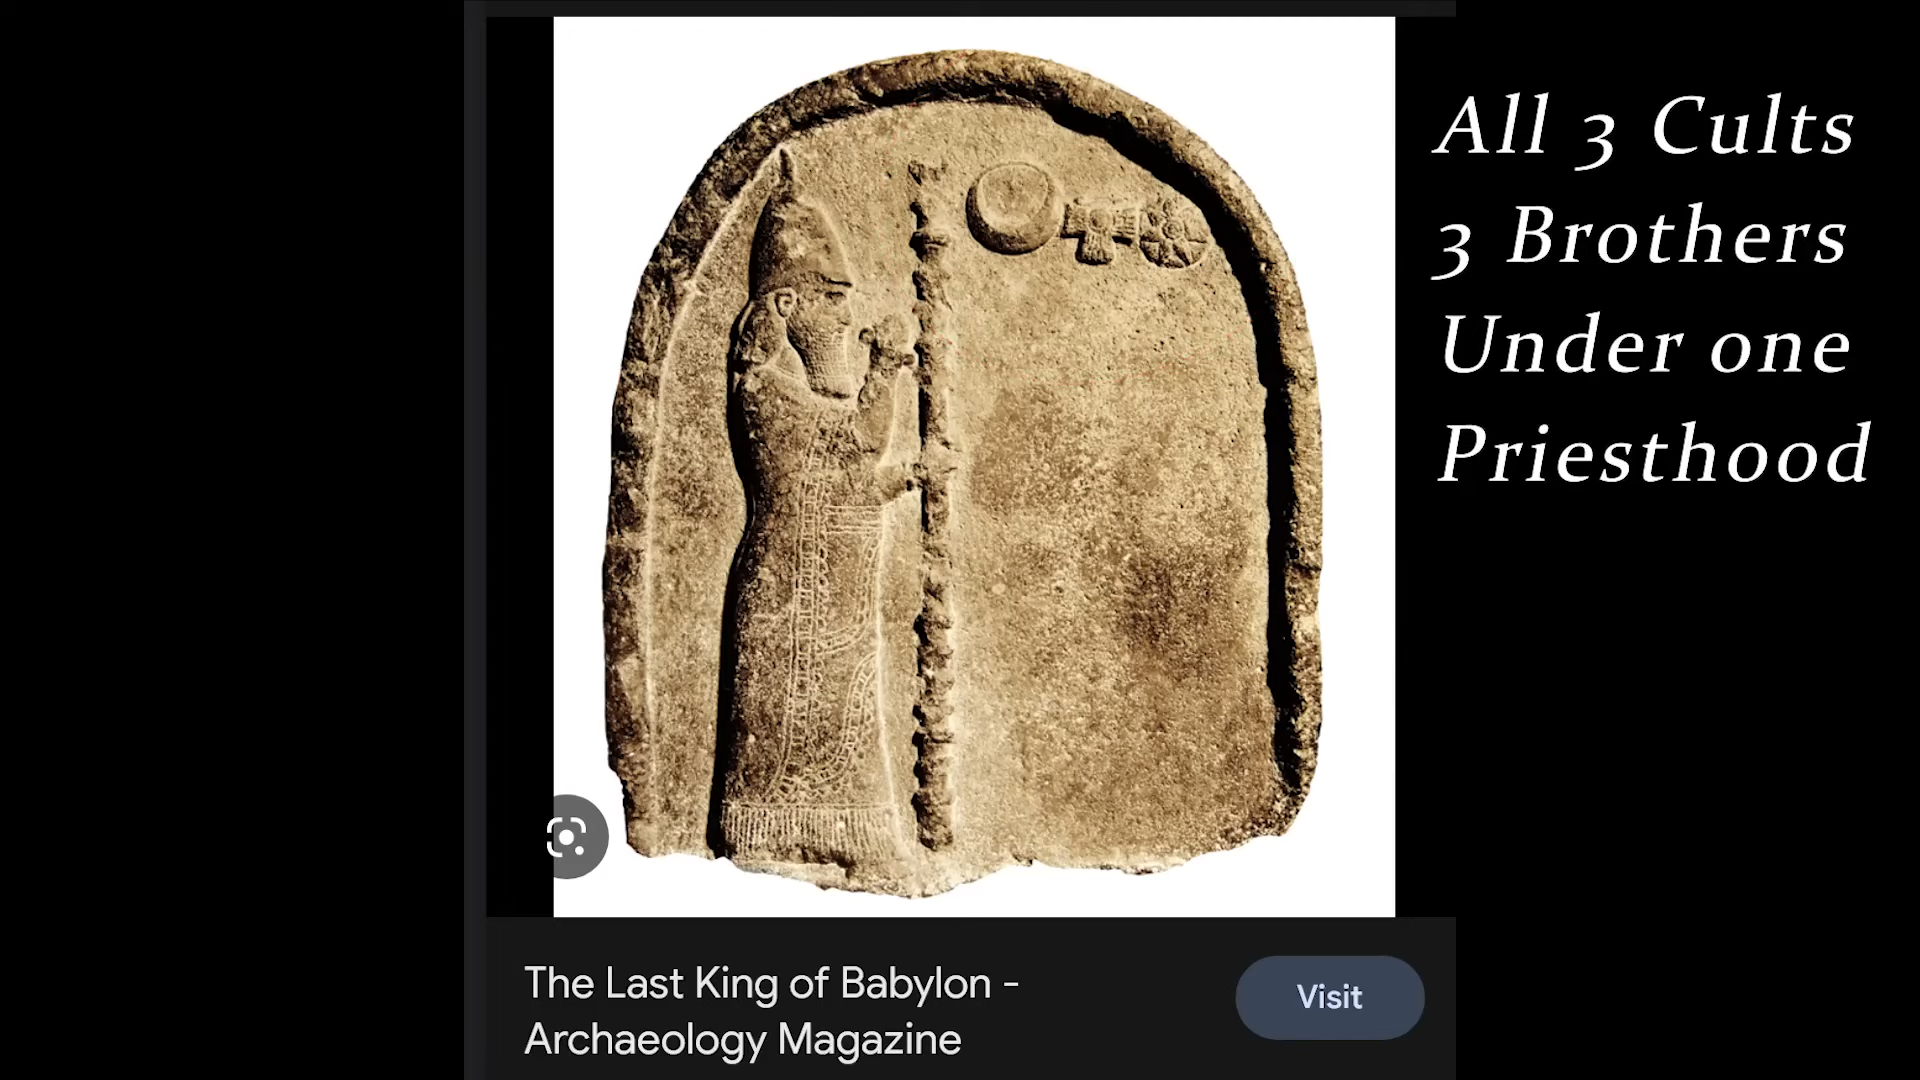 All 3 Cults
3 Brothers
Under one
Priesthood
The Last King of Babylon -
Archaeology Magazine
Visit